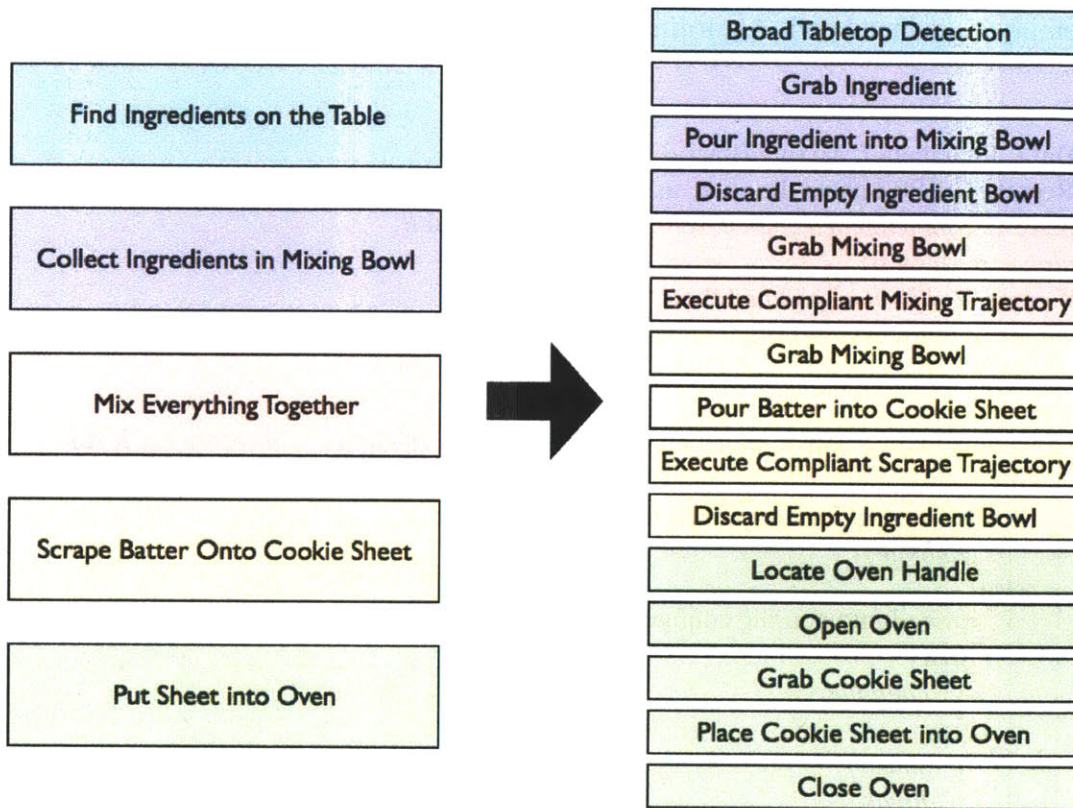 Find Ingredients on the Table
Collect Ingredients in Mixing Bowl
Mix Everything Together
Scrape Batter Onto Cookie Sheet
Put Sheet into Oven
Broad Tabletop Detection
Grab Ingredient
Pour Ingredient into Mixing Bowl
Discard Empty Ingredient Bowl
Grab Mixing Bowl
Execute Compliant Mixing Trajectory
Grab Mixing Bowl
Pour Batter into Cookie Sheet
Execute Compliant Scrape Trajectory
Discard Empty Ingredient Bowl
Locate Oven Handle
Open Oven
Grab Cookie Sheet
Place Cookie Sheet into Oven
Close Oven